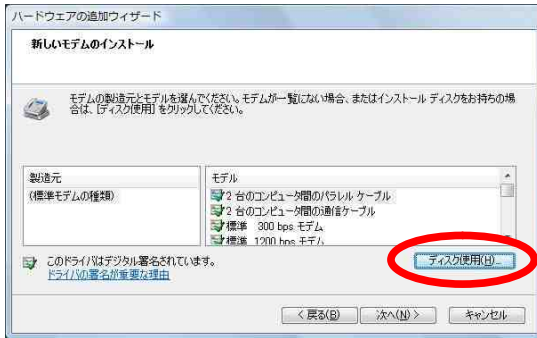 ハードウェアの追加ウィザード
新しいモデムのインストール
モデムの製造元とモデルを選んでください。モデムが一覧にない場合、またはインストール ディスクをお持ちの場
合は、[ディスク使用] をクリックしてください。
製造元
(標準モデムの種類)
モデル
2 台のコンピュータ間のパラレル ケーブル
2 台のコンピュータ間の通信ケーブル
標準 300 bps モデム
標準 1200 bps モデム
このドライバはデジタル署名されています。
ドライバの署名が重要な理由
ディスク使用(H)...
< 戻る(B)
次へ(N) >
キャンセル